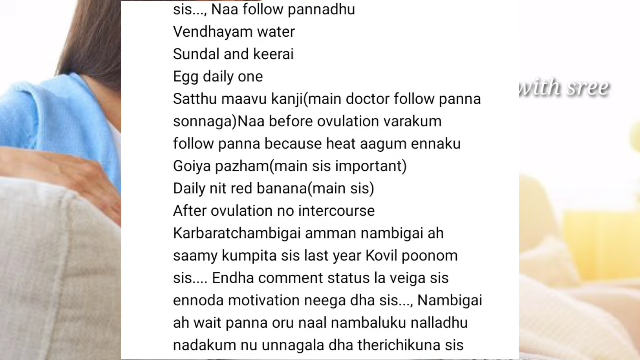 sis..., Naa follow pannadhu
Vendhayam water
Sundal and keerai
Egg daily one
Satthu maavu kanji(main doctor follow panna
sonnaga)Naa before ovulation varakum
follow panna because heat aagum ennaku
Goiya pazham(main sis important)
Daily nit red banana(main sis)
After ovulation no intercourse
Karbaratchambigai amman nambigai ah
saamy kumpita sis last year Kovil poonom
sis.... Endha comment status la veiga sis
ennoda motivation neega dha sis..., Nambigai
ah wait panna oru naal nambaluku nalladhu
nadakum nu unnagala dha therichikuna sis
with sree